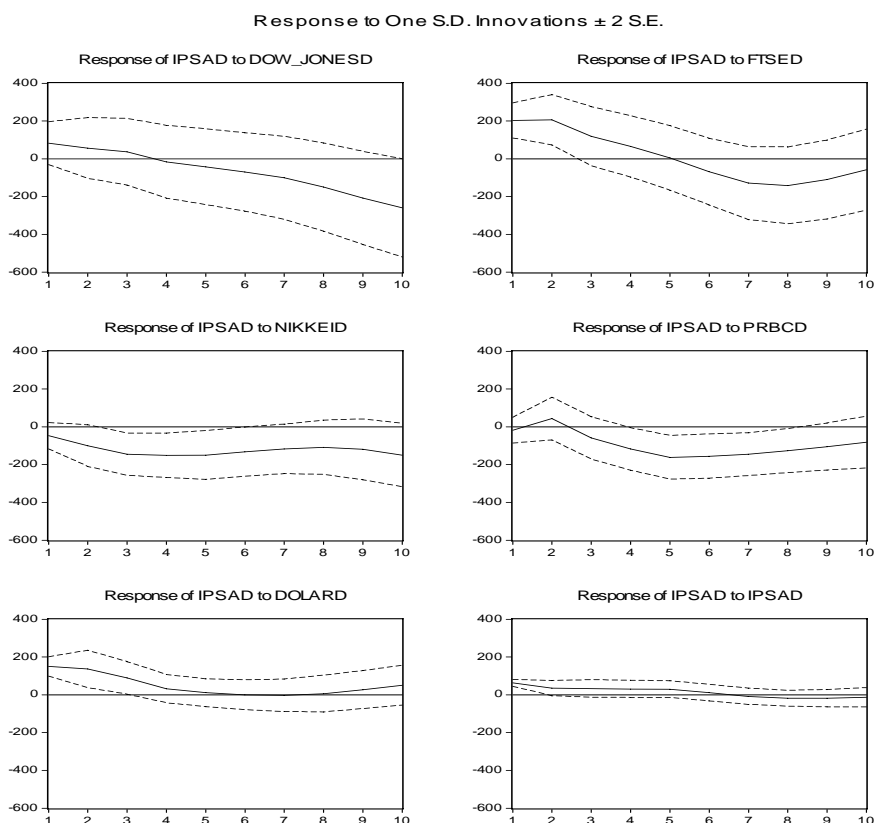 Response to One S.D. Innovations ± 2 S.E.
Response of IPSAD to DOW_JONESD
400
200
0
-200
-400
-600
1 2 3 4 5 6 7 8 9 10
Response of IPSAD to FTSED
400
200
0
-200
-400
-600
1 2 3 4 5 6 7 8 9 10
Response of IPSAD to NIKKEID
400
200
0
-200
-400
-600
1 2 3 4 5 6 7 8 9 10
Response of IPSAD to PRBCD
400
200
0
-200
-400
-600
1 2 3 4 5 6 7 8 9 10
Response of IPSAD to DOLARD
400
200
0
-200
-400
-600
1 2 3 4 5 6 7 8 9 10
Response of IPSAD to IPSAD
400
200
0
-200
-400
-600
1 2 3 4 5 6 7 8 9 10